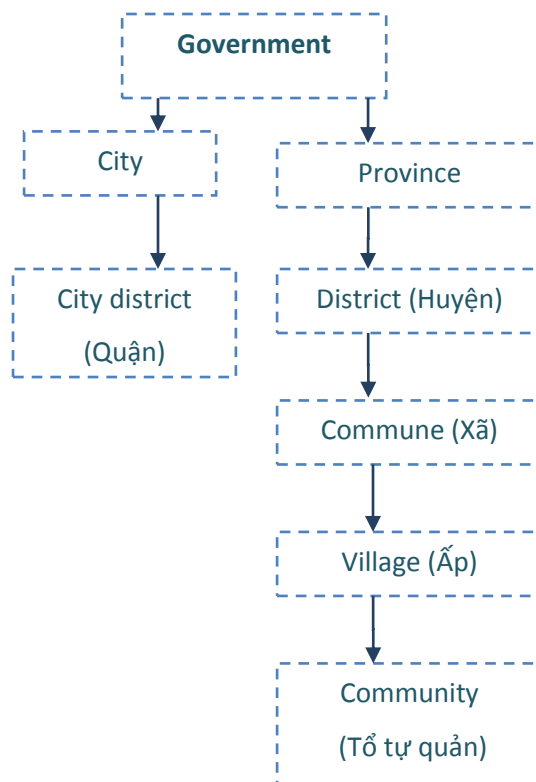 Government
City
Province
City district
(Quận)
District (Huyện)
Commune (Xã)
Village (Ấp)
Community
(Tổ tự quản)